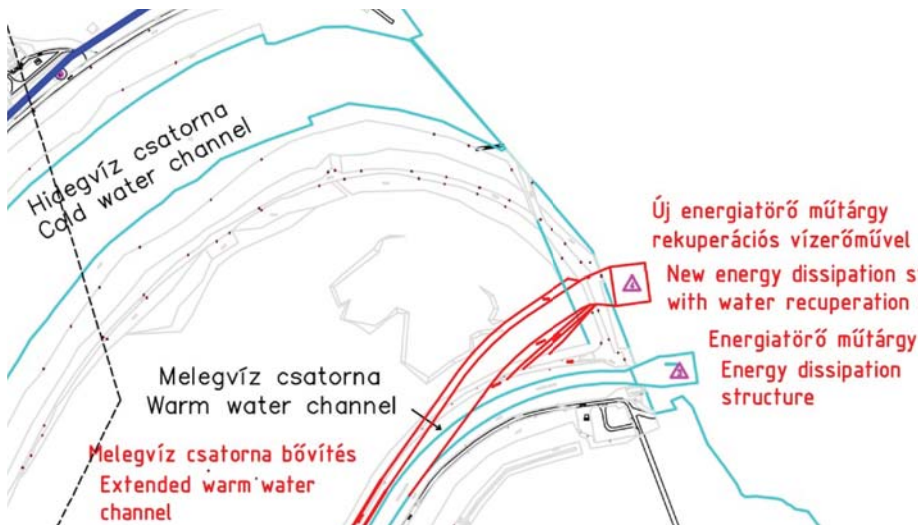 Hidegvíz csatorna
Cold water channel
Új energiatörő műtárgy
rekuperációs vízerőművel
New energy dissipation s
with water recuperation
Energiatörő műtárgy
Energy dissipation
structure
Melegvíz csatorna
Warm water channel
Melegvíz csatorna bővítés
Extended warm water
channel